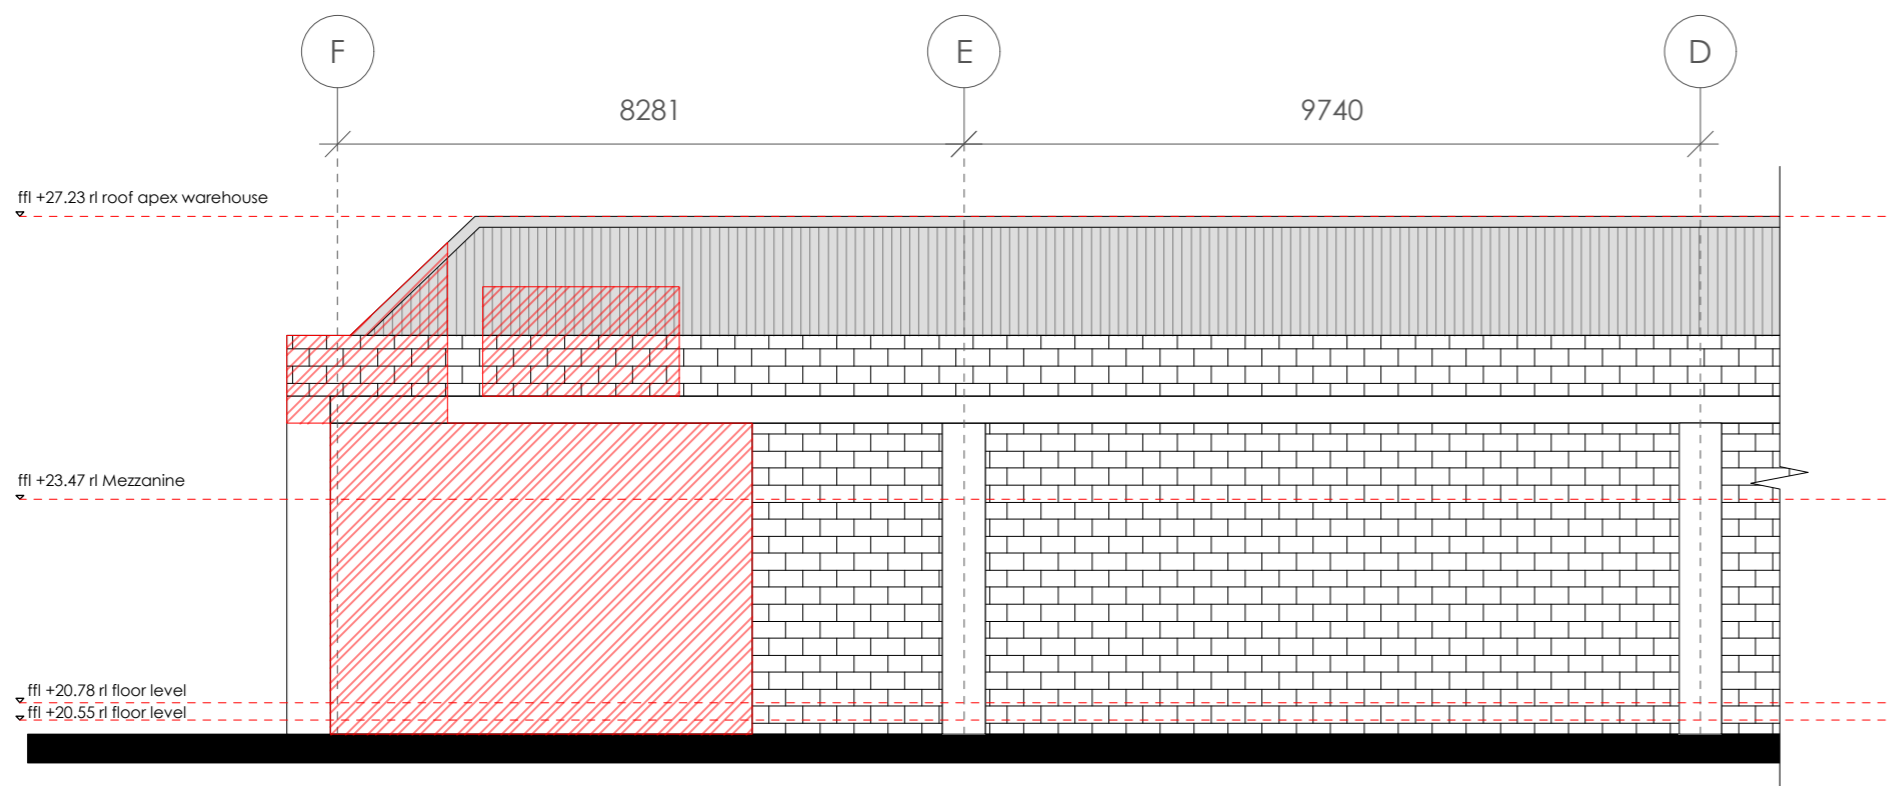 F E D
8281 9740
ffl +27.23 rl roof apex warehouse
ffl +23.47 rl Mezzanine
ffl +20.78 rl floor level
ffl +20.55 rl floor level